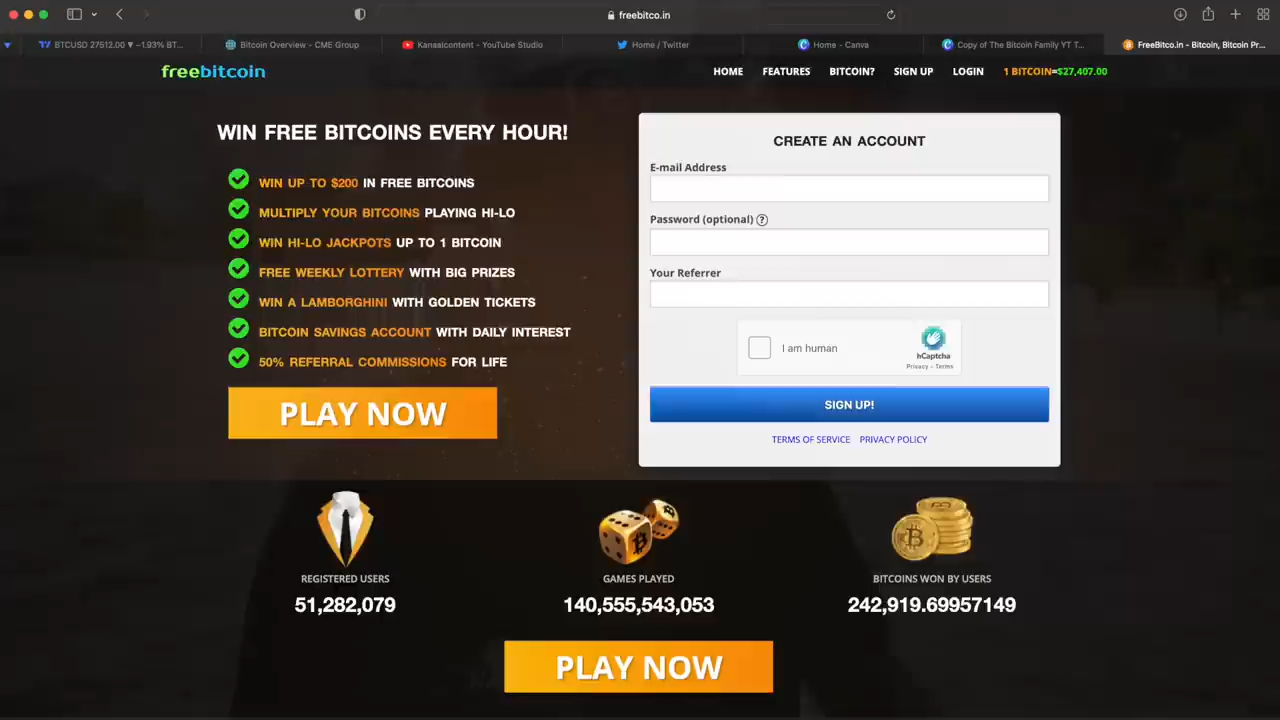 freebitco.in
BTCUSD 27512.00 ▼ −1.93% BT...
Bitcoin Overview - CME Group
Kanaalcontent - YouTube Studio
Home / Twitter
Home - Canva
Copy of The Bitcoin Family YT T...
FreeBitco.in - Bitcoin, Bitcoin Pr...
freebitcoin
HOME FEATURES BITCOIN? SIGN UP LOGIN 1 BITCOIN=$27,407.00
WIN FREE BITCOINS EVERY HOUR!
WIN UP TO $200 IN FREE BITCOINS
MULTIPLY YOUR BITCOINS PLAYING HI-LO
WIN HI-LO JACKPOTS UP TO 1 BITCOIN
FREE WEEKLY LOTTERY WITH BIG PRIZES
WIN A LAMBORGHINI WITH GOLDEN TICKETS
BITCOIN SAVINGS ACCOUNT WITH DAILY INTEREST
50% REFERRAL COMMISSIONS FOR LIFE
PLAY NOW
CREATE AN ACCOUNT
E-mail Address
Password (optional) ?
Your Referrer
I am human
hCaptcha
Privacy - Terms
SIGN UP!
TERMS OF SERVICE PRIVACY POLICY
REGISTERED USERS
51,282,079
GAMES PLAYED
140,555,543,053
BITCOINS WON BY USERS
242,919.69957149
PLAY NOW